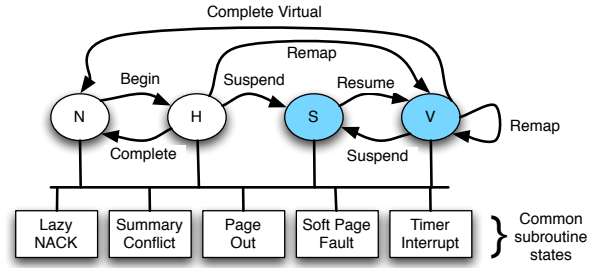 Complete Virtual
Remap
Begin
Suspend
Resume
N
H
S
V
Remap
Complete
Suspend
Lazy
NACK
Summary
Conflict
Page
Out
Soft Page
Fault
Timer
Interrupt
Common
subroutine
states